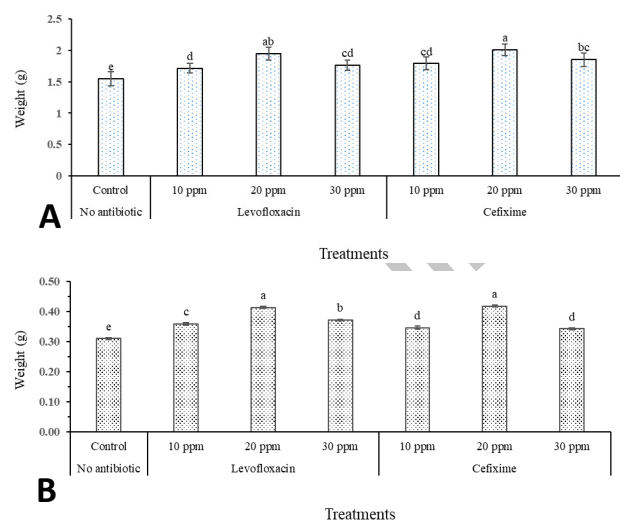 2.5
2
1.5
1
0.5
0
Weight (g)
e
d
ab
cd
cd
a
bc
Control 10 ppm 20 ppm 30 ppm 10 ppm 20 ppm 30 ppm
No antibiotic Levofloxacin Cefixime
A
Treatments
0.50
0.40
0.30
0.20
0.10
0.00
Weight (g)
e
c
a
b
d
a
d
Control 10 ppm 20 ppm 30 ppm 10 ppm 20 ppm 30 ppm
No antibiotic Levofloxacin Cefixime
B
Treatments